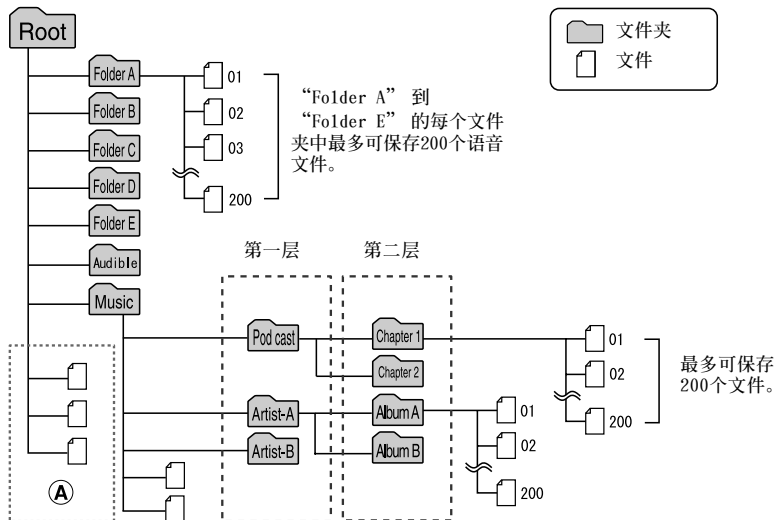 Root
文件夹
文件
Folder A
01
Folder B
02
Folder C
03
Folder D
200
Folder E
Audible
Music
“Folder A” 到
“Folder E” 的每个文件
夹中最多可保存200个语音
文件。
第一层
第二层
Pod cast
Chapter 1
01
Chapter 2
02
200
最多可保存
200个文件。
Artist-A
Album A
01
Artist-B
Album B
02
200
A